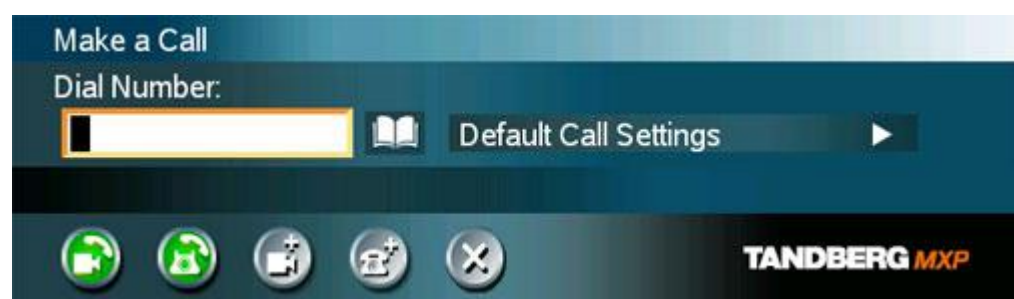 Make a Call
Dial Number:
Default Call Settings
TANDBERG MXP